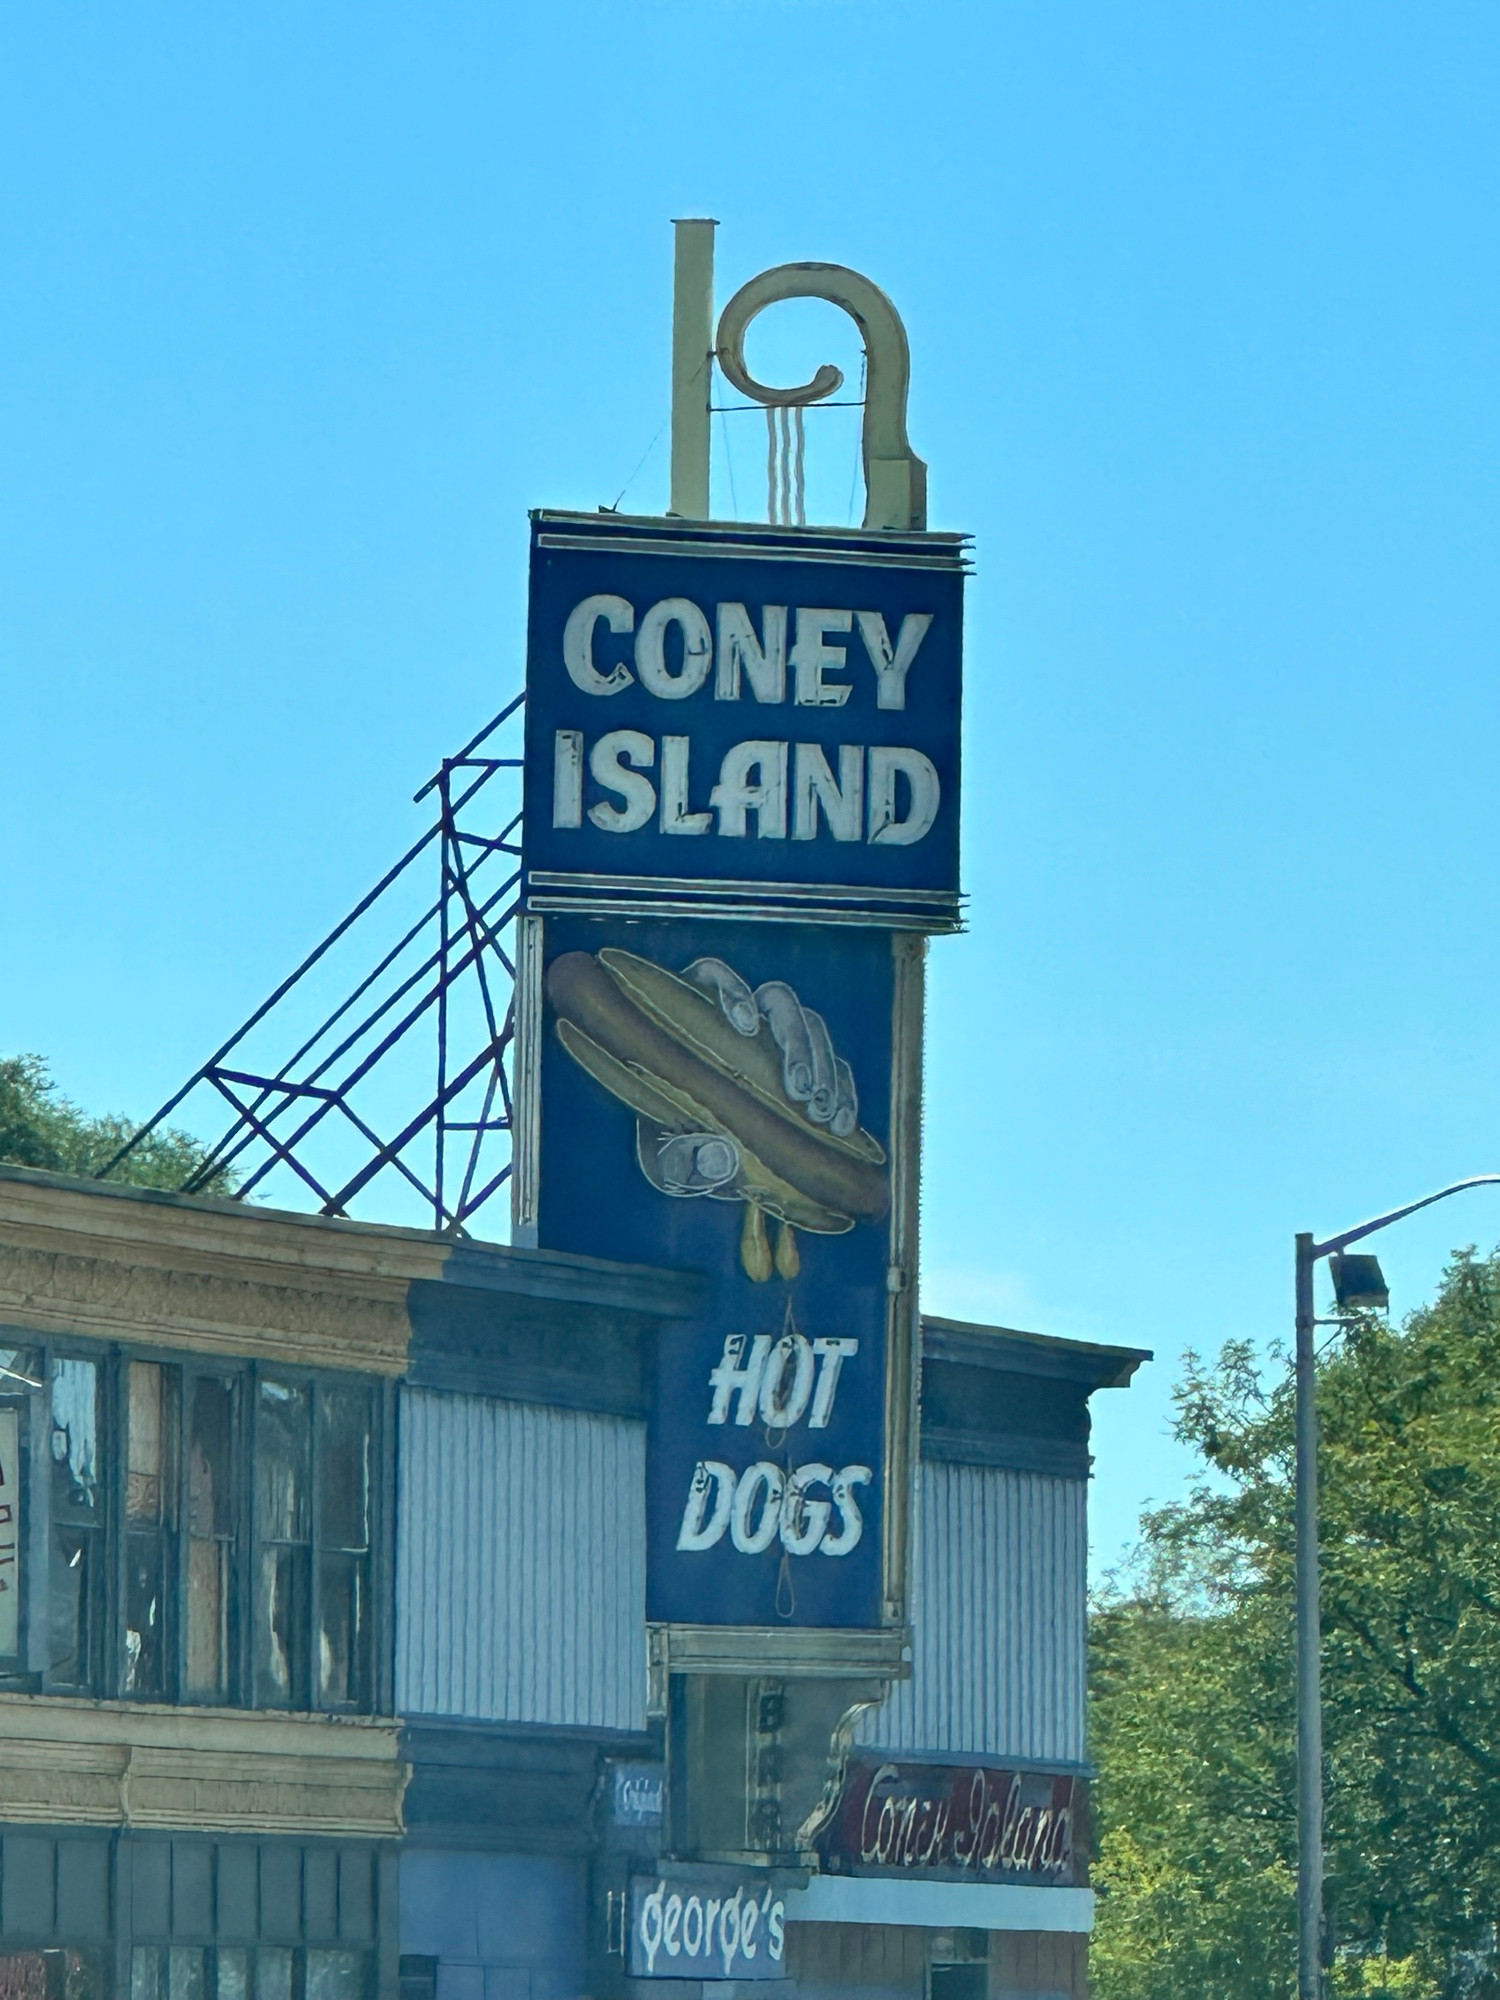 CONEY
ISLAND
HOT
DOGS
Coney Island
george's